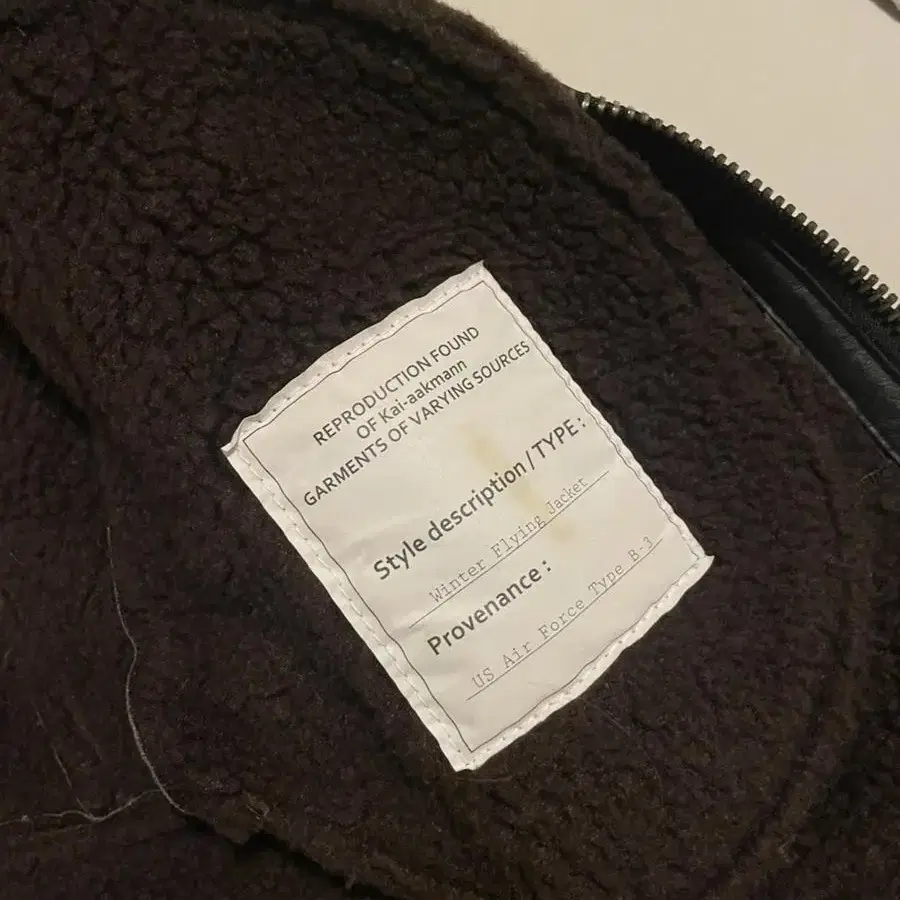 REPRODUCTION FOUND
OF Kai-aakmann
GARMENTS OF VARYING SOURCES
Style description / TYPE :
Winter Flying Jacket
Provenance :
US Air Force Type B-3